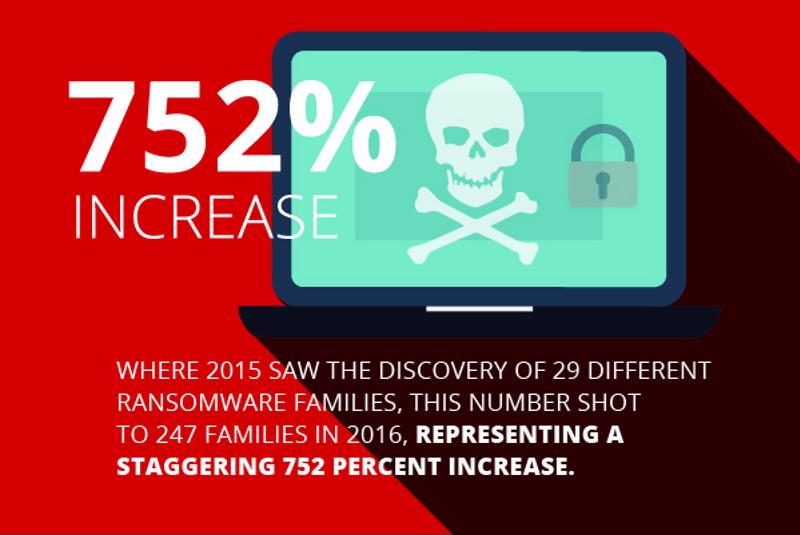 752%
INCREASE
WHERE 2015 SAW THE DISCOVERY OF 29 DIFFERENT
RANSOMWARE FAMILIES, THIS NUMBER SHOT
TO 247 FAMILIES IN 2016, REPRESENTING A
STAGGERING 752 PERCENT INCREASE.